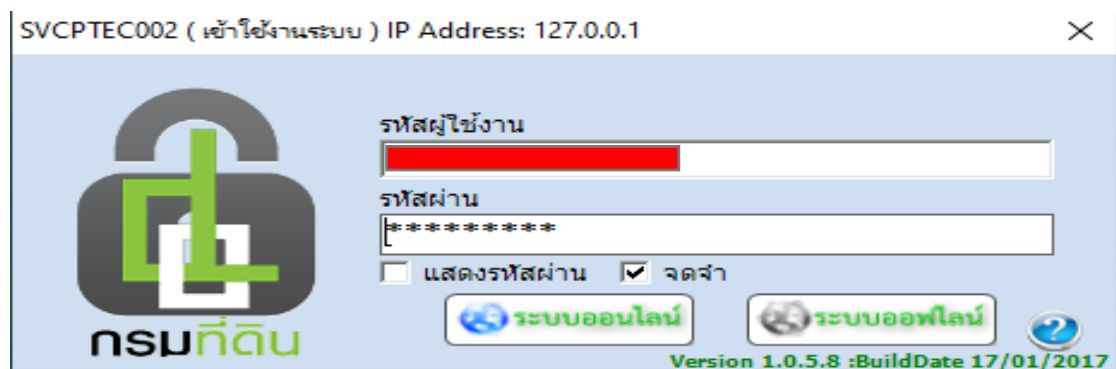 SVCPTEC002 ( เข้าใช้งานระบบ ) IP Address: 127.0.0.1
รหัสผู้ใช้งาน
รหัสผ่าน
*********
แสดงรหัสผ่าน จดจำ
ระบบออนไลน์ ระบบออฟไลน์
กรมที่ดิน
Version 1.0.5.8 :BuildDate 17/01/2017